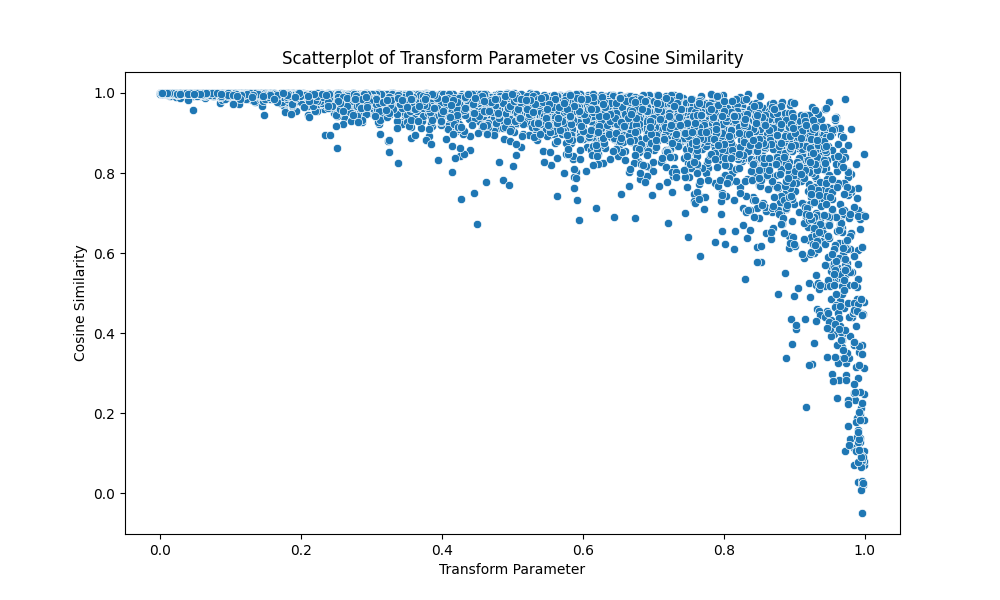 Scatterplot of Transform Parameter vs Cosine Similarity
1.0
0.8
0.6
0.4
0.2
0.0
Cosine Similarity
0.0 0.2 0.4 0.6 0.8 1.0
Transform Parameter